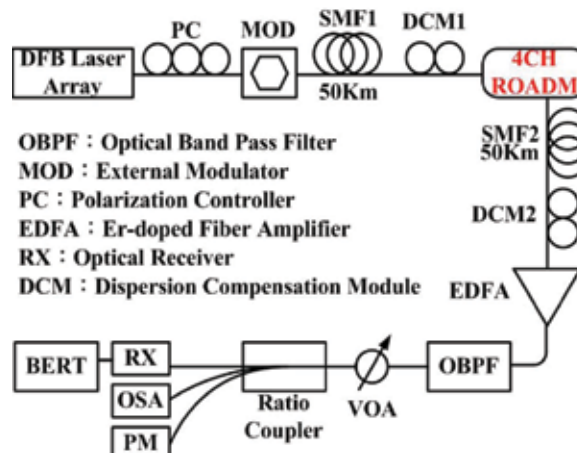 PC
MOD
SMF1
DCM1
DFB Laser
Array
50Km
4CH
ROADM
OBPF：Optical Band Pass Filter
MOD：External Modulator
PC：Polarization Controller
EDFA：Er-doped Fiber Amplifier
RX：Optical Receiver
DCM：Dispersion Compensation Module
SMF2
50Km
DCM2
EDFA
BERT
RX
OSA
PM
Ratio
Coupler
VOA
OBPF